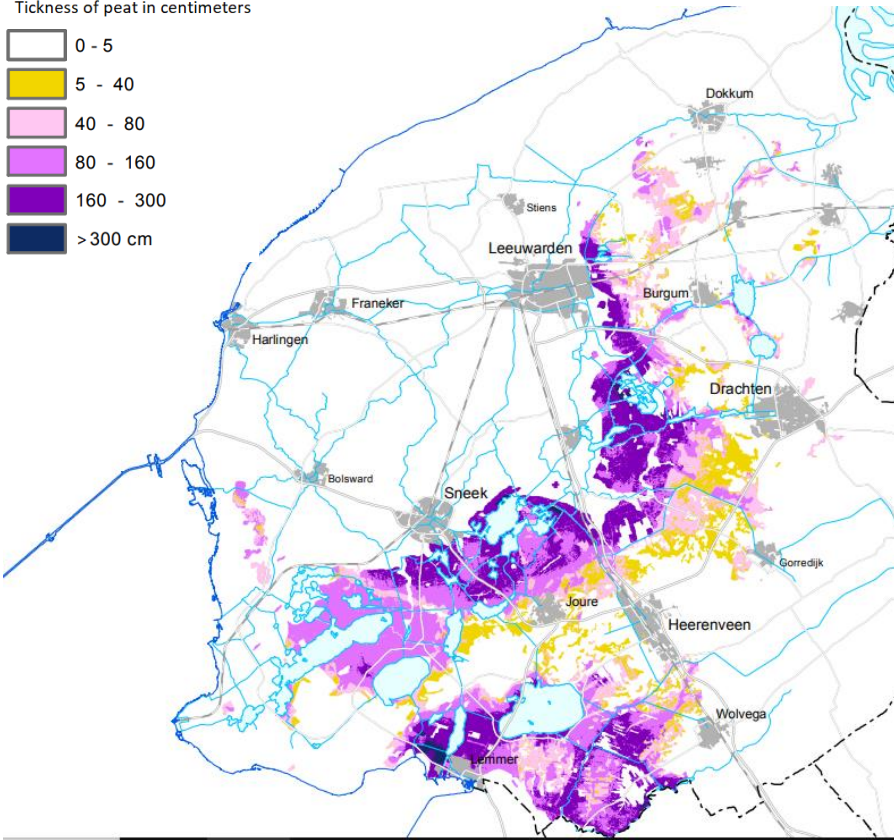 Tickness of peat in centimeters
0 - 5
5 - 40
40 - 80
80 - 160
160 - 300
>300 cm
Dokkum
Stiens
Leeuwarden
Burgum
Franeker
Harlingen
Drachten
Bolsward
Sneek
Gorredijk
Joure
Heerenveen
Wolvega
Lemmer